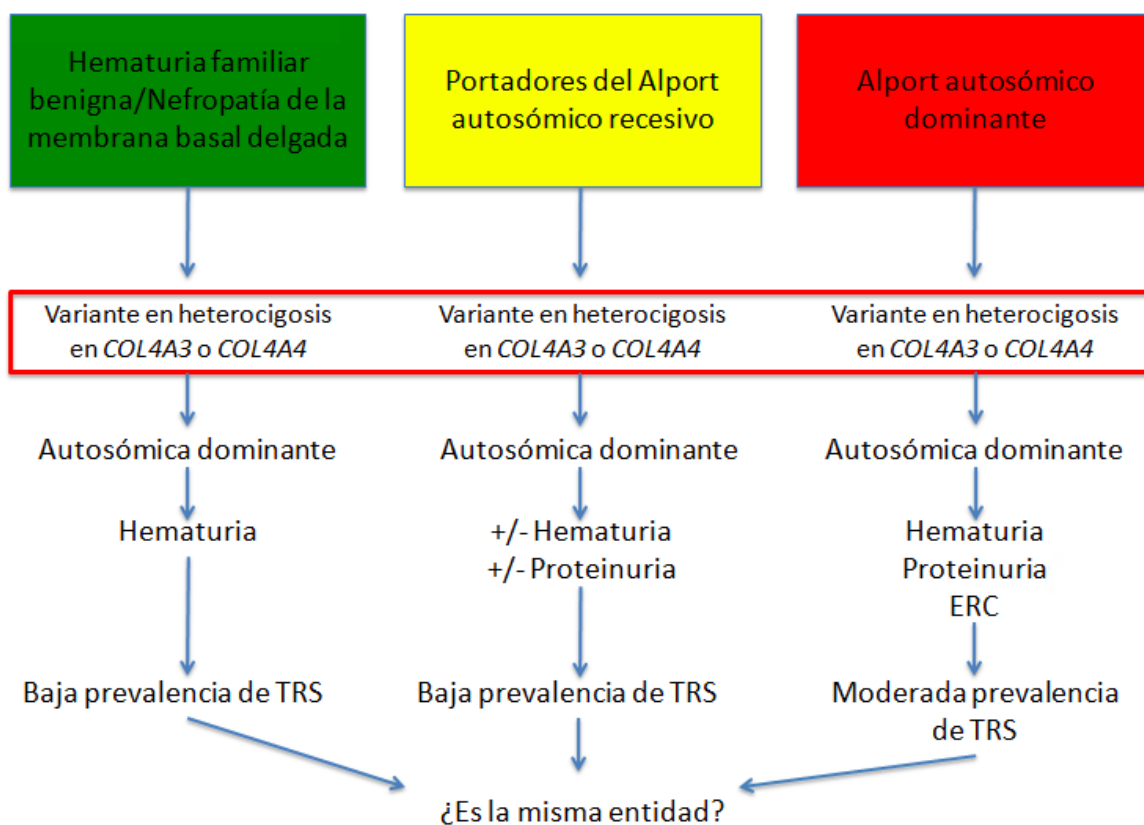 Hematuria familiar
benigna/Nefropatía de la
membrana basal delgada
Portadores del Alport
autosómico recesivo
Alport autosómico
dominante
Variante en heterocigosis
en COL4A3 o COL4A4
Variante en heterocigosis
en COL4A3 o COL4A4
Variante en heterocigosis
en COL4A3 o COL4A4
Autosómica dominante
Autosómica dominante
Autosómica dominante
Hematuria
+/- Hematuria
+/- Proteinuria
Hematuria
Proteinuria
ERC
Baja prevalencia de TRS
Baja prevalencia de TRS
Moderada prevalencia
de TRS
¿Es la misma entidad?